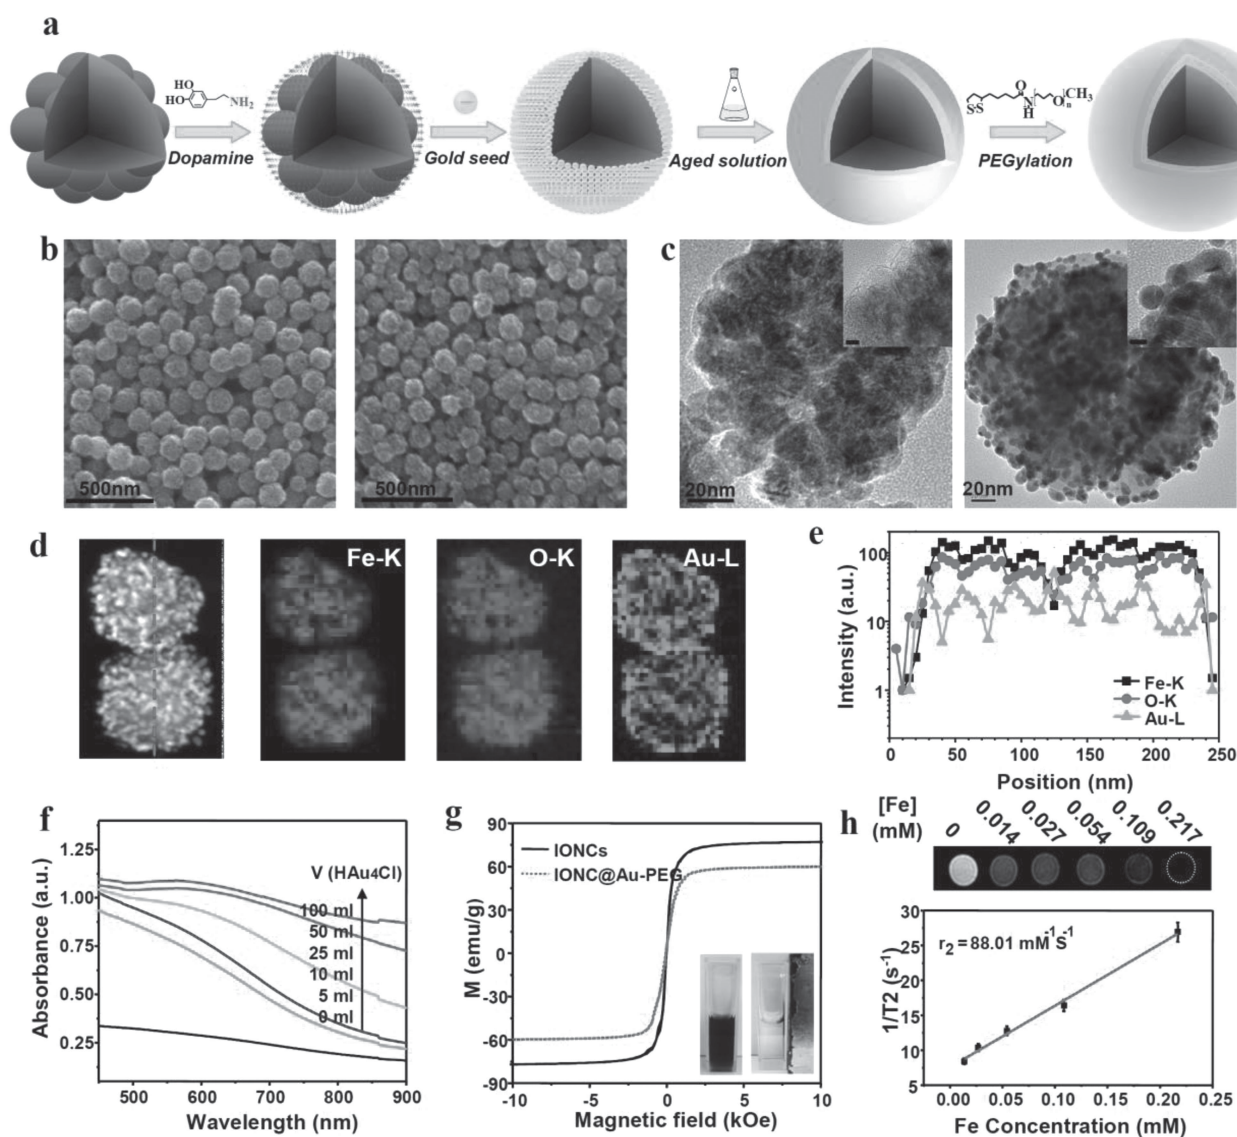 a
HO
HO
NH2
Dopamine
Gold seed
Aged solution
S-S
O
N
H
O
n
CH3
PEGylation
b
500nm
500nm
c
20nm
20nm
d
Fe-K
O-K
Au-L
e
Intensity (a.u.)
100
10
1
Fe-K
O-K
Au-L
0 50 100 150 200 250
Position (nm)
f
Absorbance (a.u.)
1.25
1.00
0.75
0.50
0.25
V (HAu4Cl)
100 ml
50 ml
25 ml
10 ml
5 ml
0 ml
500 600 700 800 900
Wavelength (nm)
g
M (emu/g)
90
60
30
0
-30
-60
-90
IONCs
IONC@Au-PEG
-10 -5 0 5 10
Magnetic field (kOe)
h
[Fe]
(mM)
0 0.014 0.027 0.054 0.109 0.217
1/T2 (s-1)
30
25
20
15
10
5
r2 = 88.01 mM-1S-1
0.00 0.05 0.10 0.15 0.20 0.25
Fe Concentration (mM)